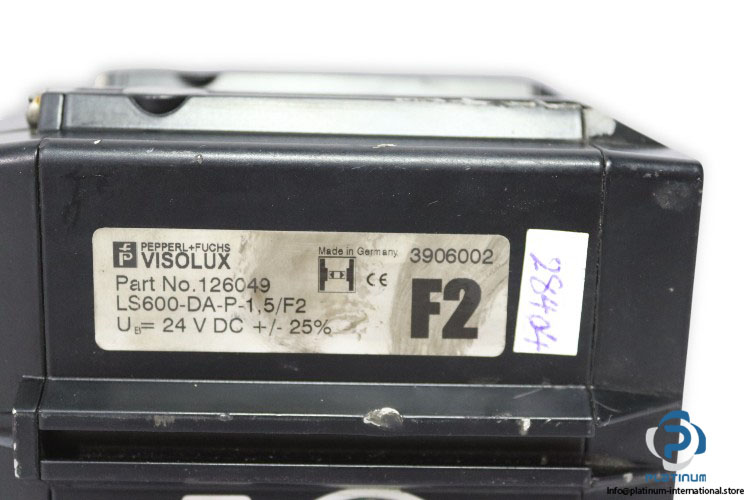 PEPPERL+FUCHS
VISOLUX
Made in Germany
3906002
Part No.126049
LS600-DA-P-1,5/F2
CE
F2
UB= 24 V DC +/- 25%
PLATINUM
info@platinum-international.store